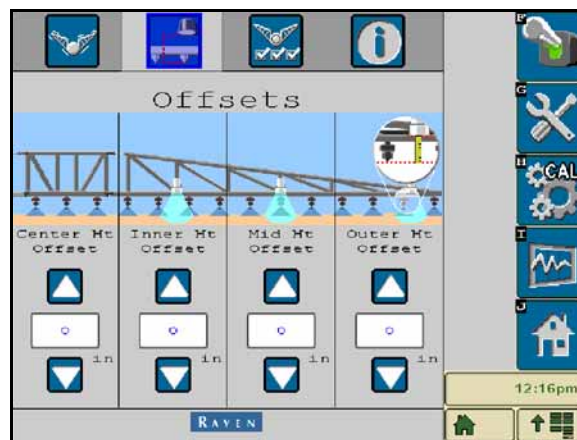 F
Offsets
G
H
CAL
Center Ht
Offset
Inner Ht
Offset
Mid Ht
Offset
Outer Ht
Offset
I
0
in
0
in
0
in
0
in
J
12:16pm
RAVEN